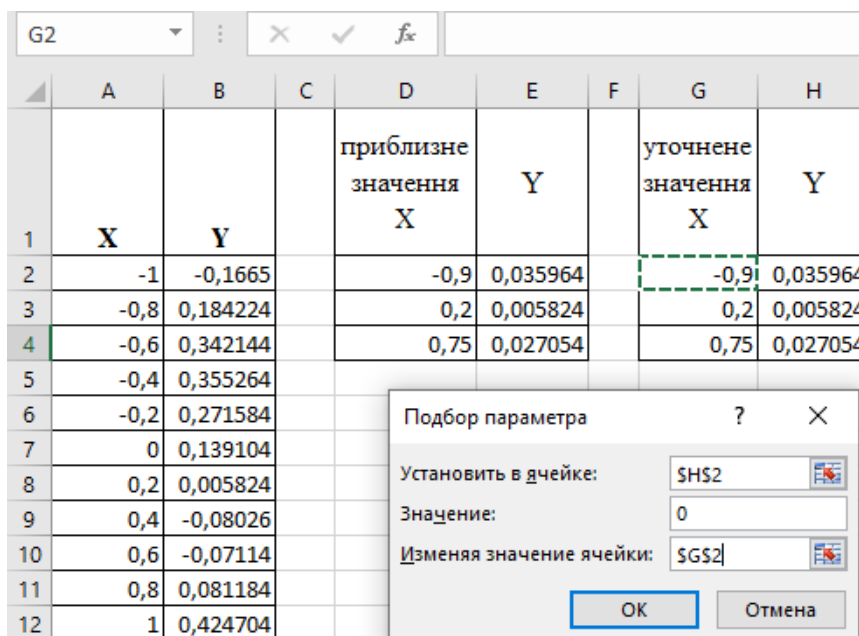 G2 fx
A B C D E F G H
1 X Y приблизне значення X Y уточнене значення X Y
2 -1 -0,1665 -0,9 0,035964 -0,9 0,035964
3 -0,8 0,184224 0,2 0,005824 0,2 0,005824
4 -0,6 0,342144 0,75 0,027054 0,75 0,027054
5 -0,4 0,355264
6 -0,2 0,271584
7 0 0,139104
8 0,2 0,005824
9 0,4 -0,08026
10 0,6 -0,07114
11 0,8 0,081184
12 1 0,424704
Подбор параметра ?
Установить в ячейке: $H$2
Значение: 0
Изменяя значение ячейки: $G$2
ОК Отмена